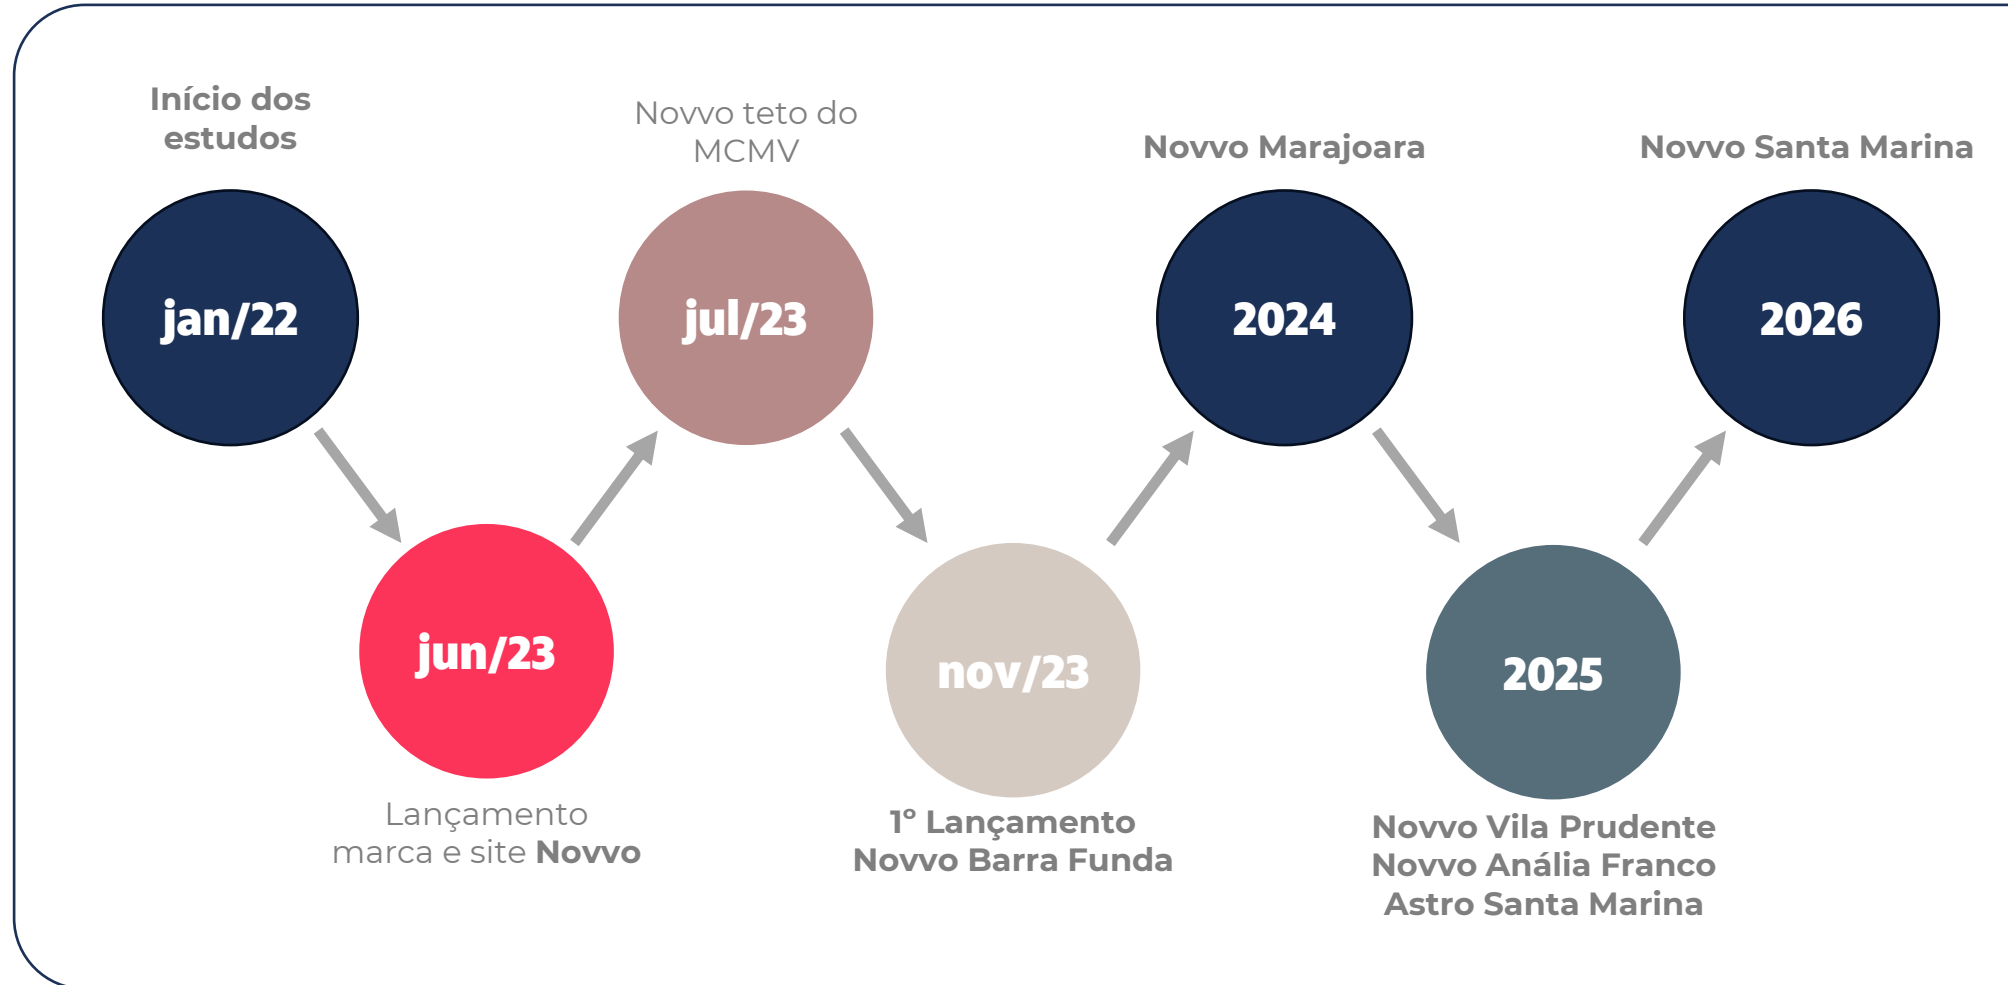 Início dos
estudos
jan/22
jun/23
Lançamento
marca e site Novvo
Novvo teto do
MCMV
jul/23
nov/23
1º Lançamento
Novvo Barra Funda
Novvo Marajoara
2024
2025
Novvo Vila Prudente
Novvo Anália Franco
Astro Santa Marina
Novvo Santa Marina
2026